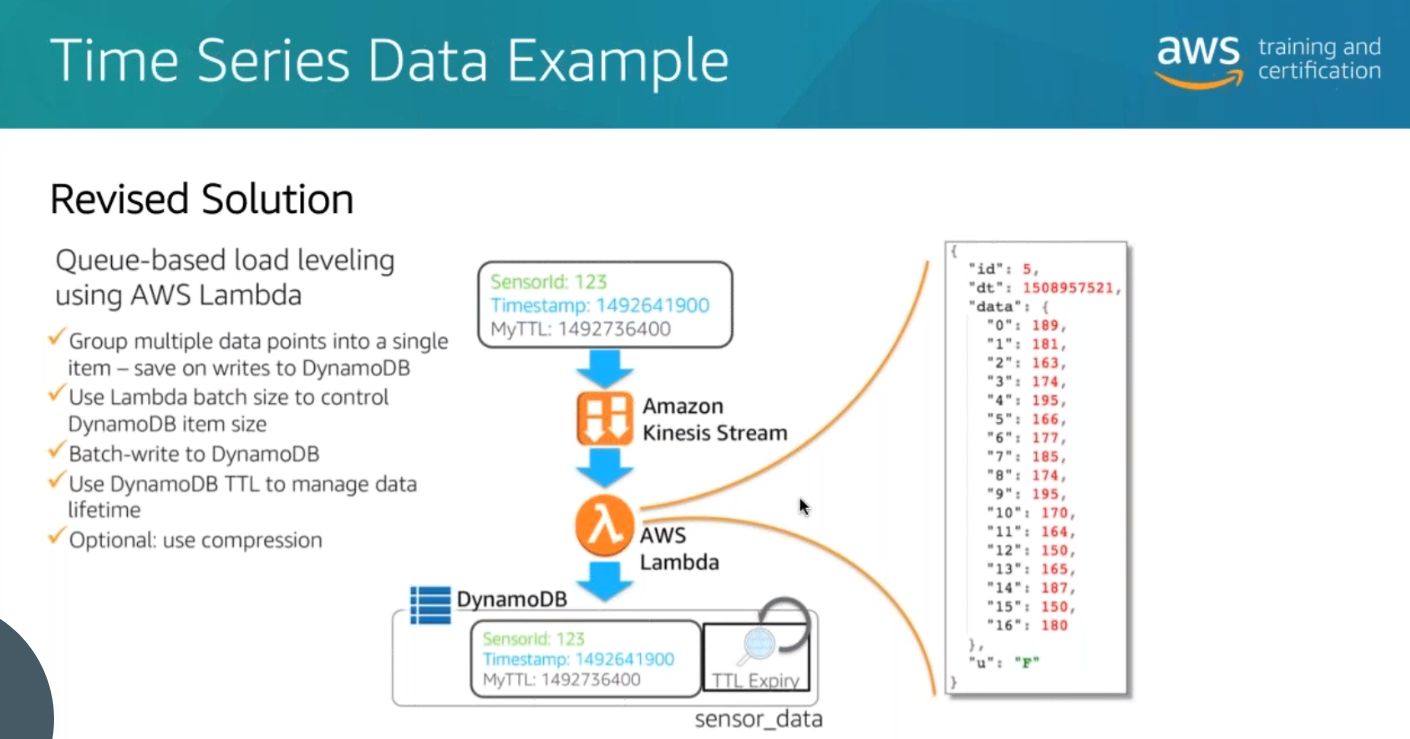 Time Series Data Example
aws training and
certification
Revised Solution
Queue-based load leveling
using AWS Lambda
Group multiple data points into a single
item – save on writes to DynamoDB
Use Lambda batch size to control
DynamoDB item size
Batch-write to DynamoDB
Use DynamoDB TTL to manage data
lifetime
Optional: use compression
SensorId: 123
Timestamp: 1492641900
MyTTL: 1492736400
Amazon
Kinesis Stream
AWS
Lambda
DynamoDB
SensorId: 123
Timestamp: 1492641900
MyTTL: 1492736400
TTL Expiry
sensor_data
{
"id": 5,
"dt": 1508957521,
"data": {
"0": 189,
"1": 181,
"2": 163,
"3": 174,
"4": 195,
"5": 166,
"6": 177,
"7": 185,
"8": 174,
"9": 195,
"10": 170,
"11": 164,
"12": 150,
"13": 165,
"14": 187,
"15": 150,
"16": 180
},
"u": "F"
}